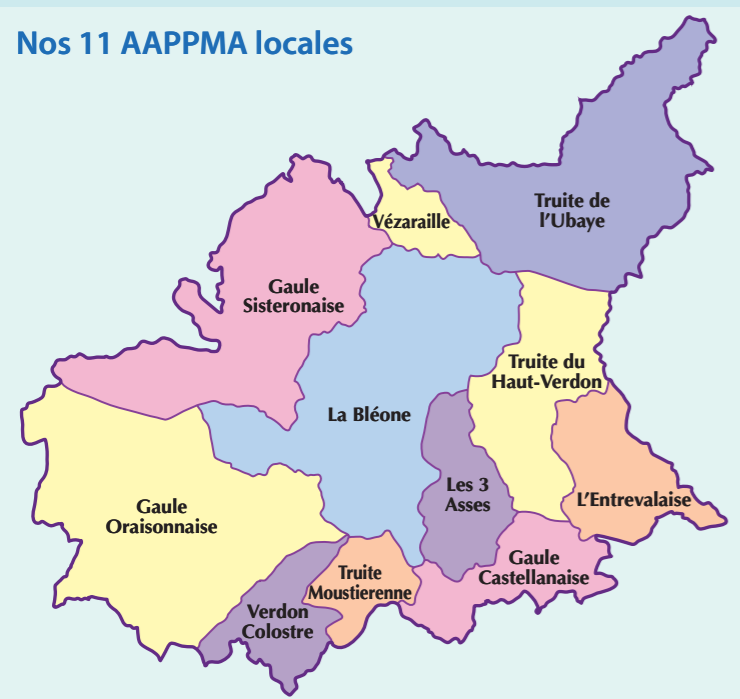 Nos 11 AAPPMA locales
Truite de
l'Ubaye
Vézaraille
Gaule
Sisteronaise
Truite du
Haut-Verdon
La Bléone
Les 3
Asses
L'Entrevalaise
Gaule
Oraisonnaise
Gaule
Castellanaise
Truite
Moustierenne
Verdon
Colostre